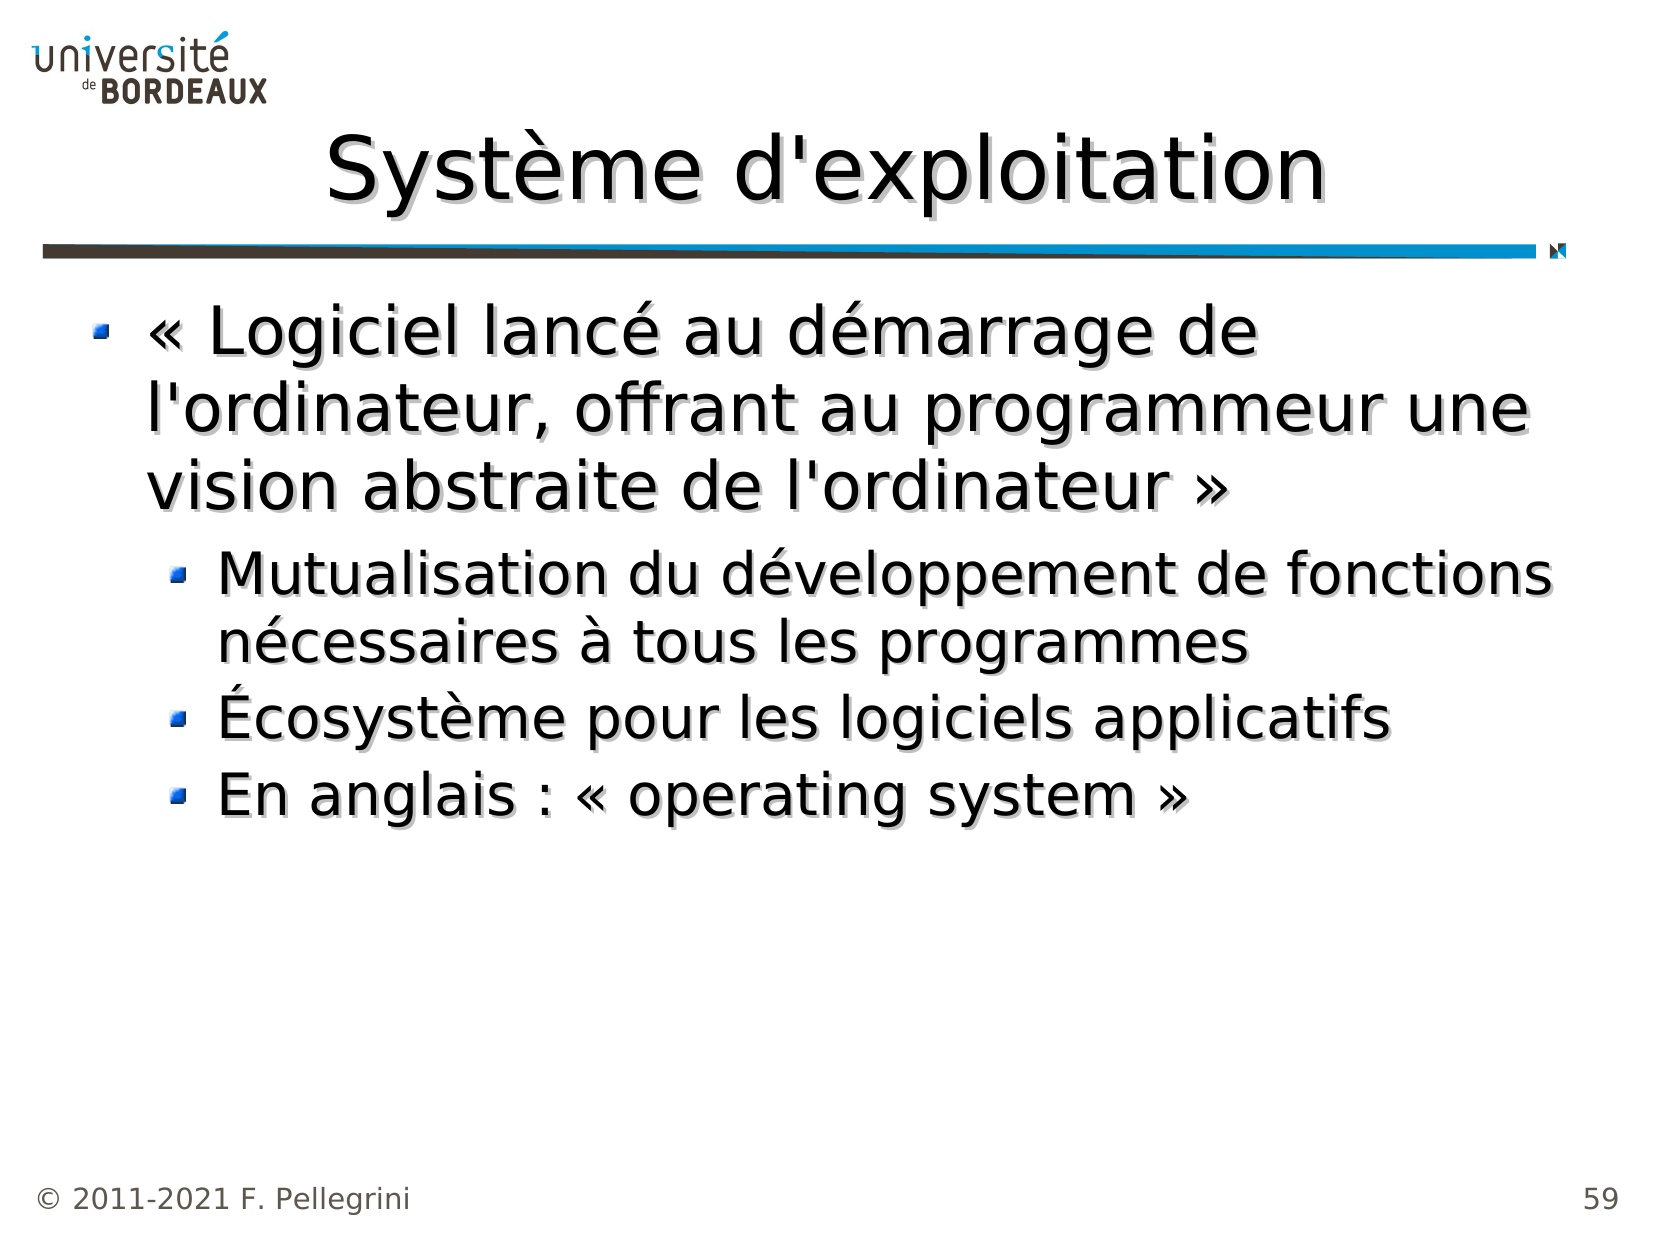 université
de BORDEAUX
Système d'exploitation
« Logiciel lancé au démarrage de
l'ordinateur, offrant au programmeur une
vision abstraite de l'ordinateur »
Mutualisation du développement de fonctions
nécessaires à tous les programmes
Écosystème pour les logiciels applicatifs
En anglais : « operating system »
© 2011-2021 F. Pellegrini
59